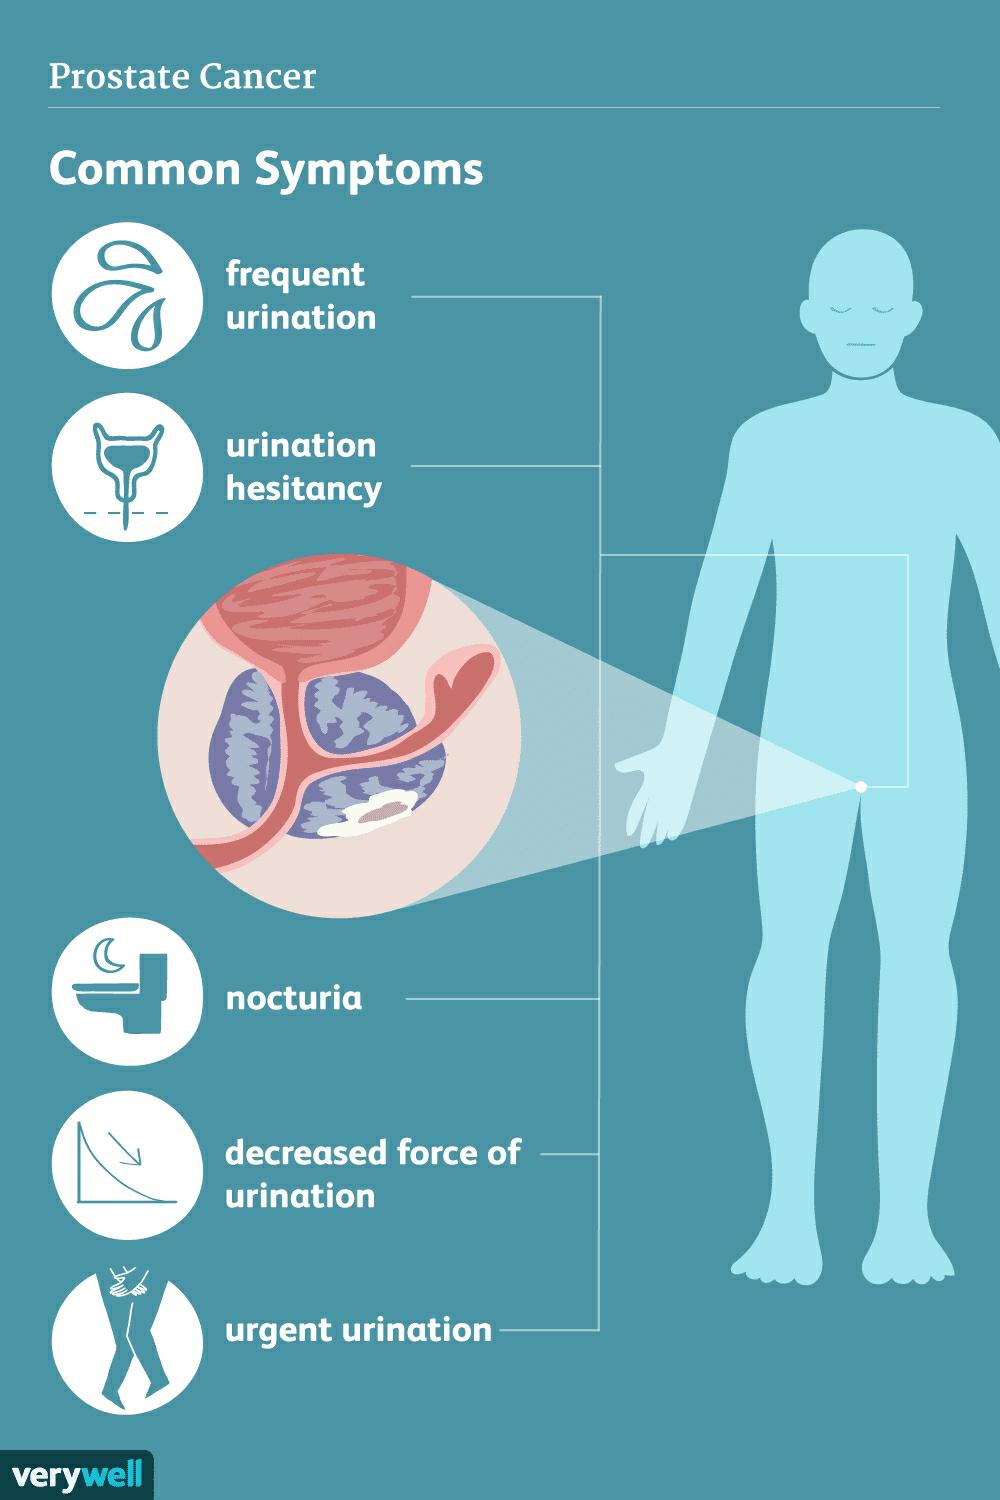 Prostate Cancer
Common Symptoms
frequent
urination
urination
hesitancy
nocturia
decreased force of
urination
urgent urination
verywell